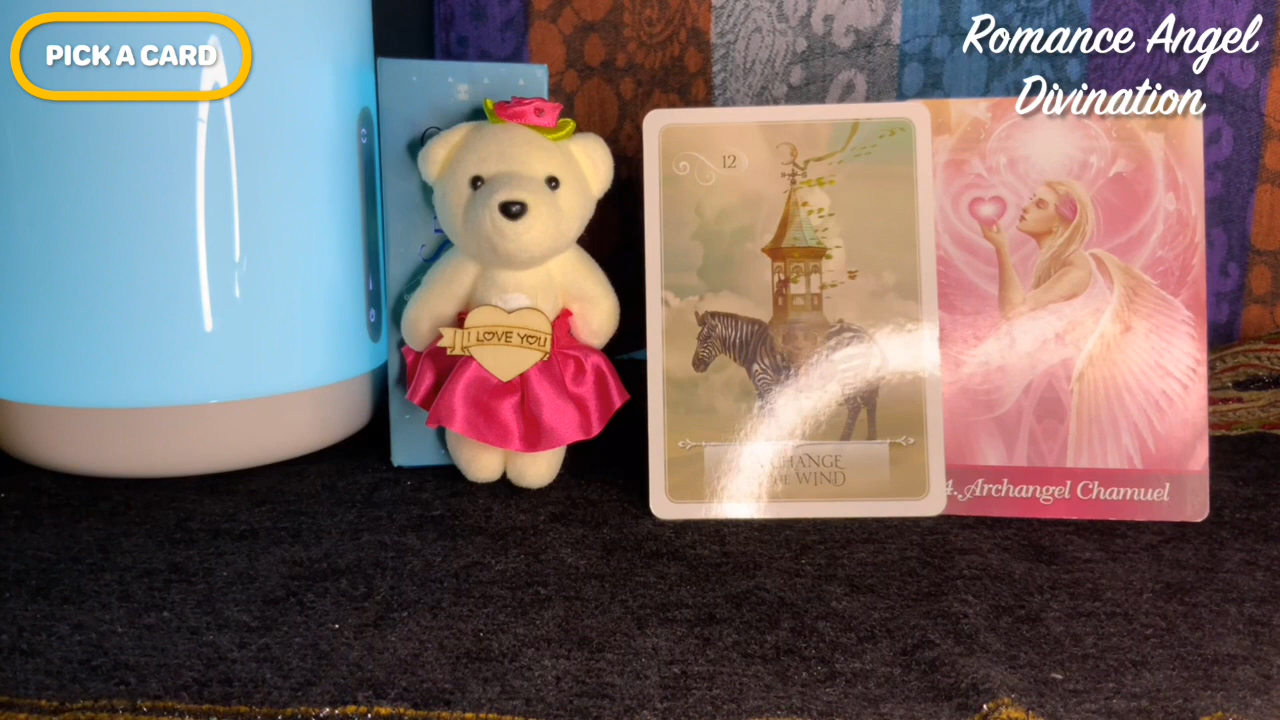 PICK A CARD
Romance Angel
Divination
12
I LOVE YOU
CHANGE
WIND
4. Archangel Chamuel